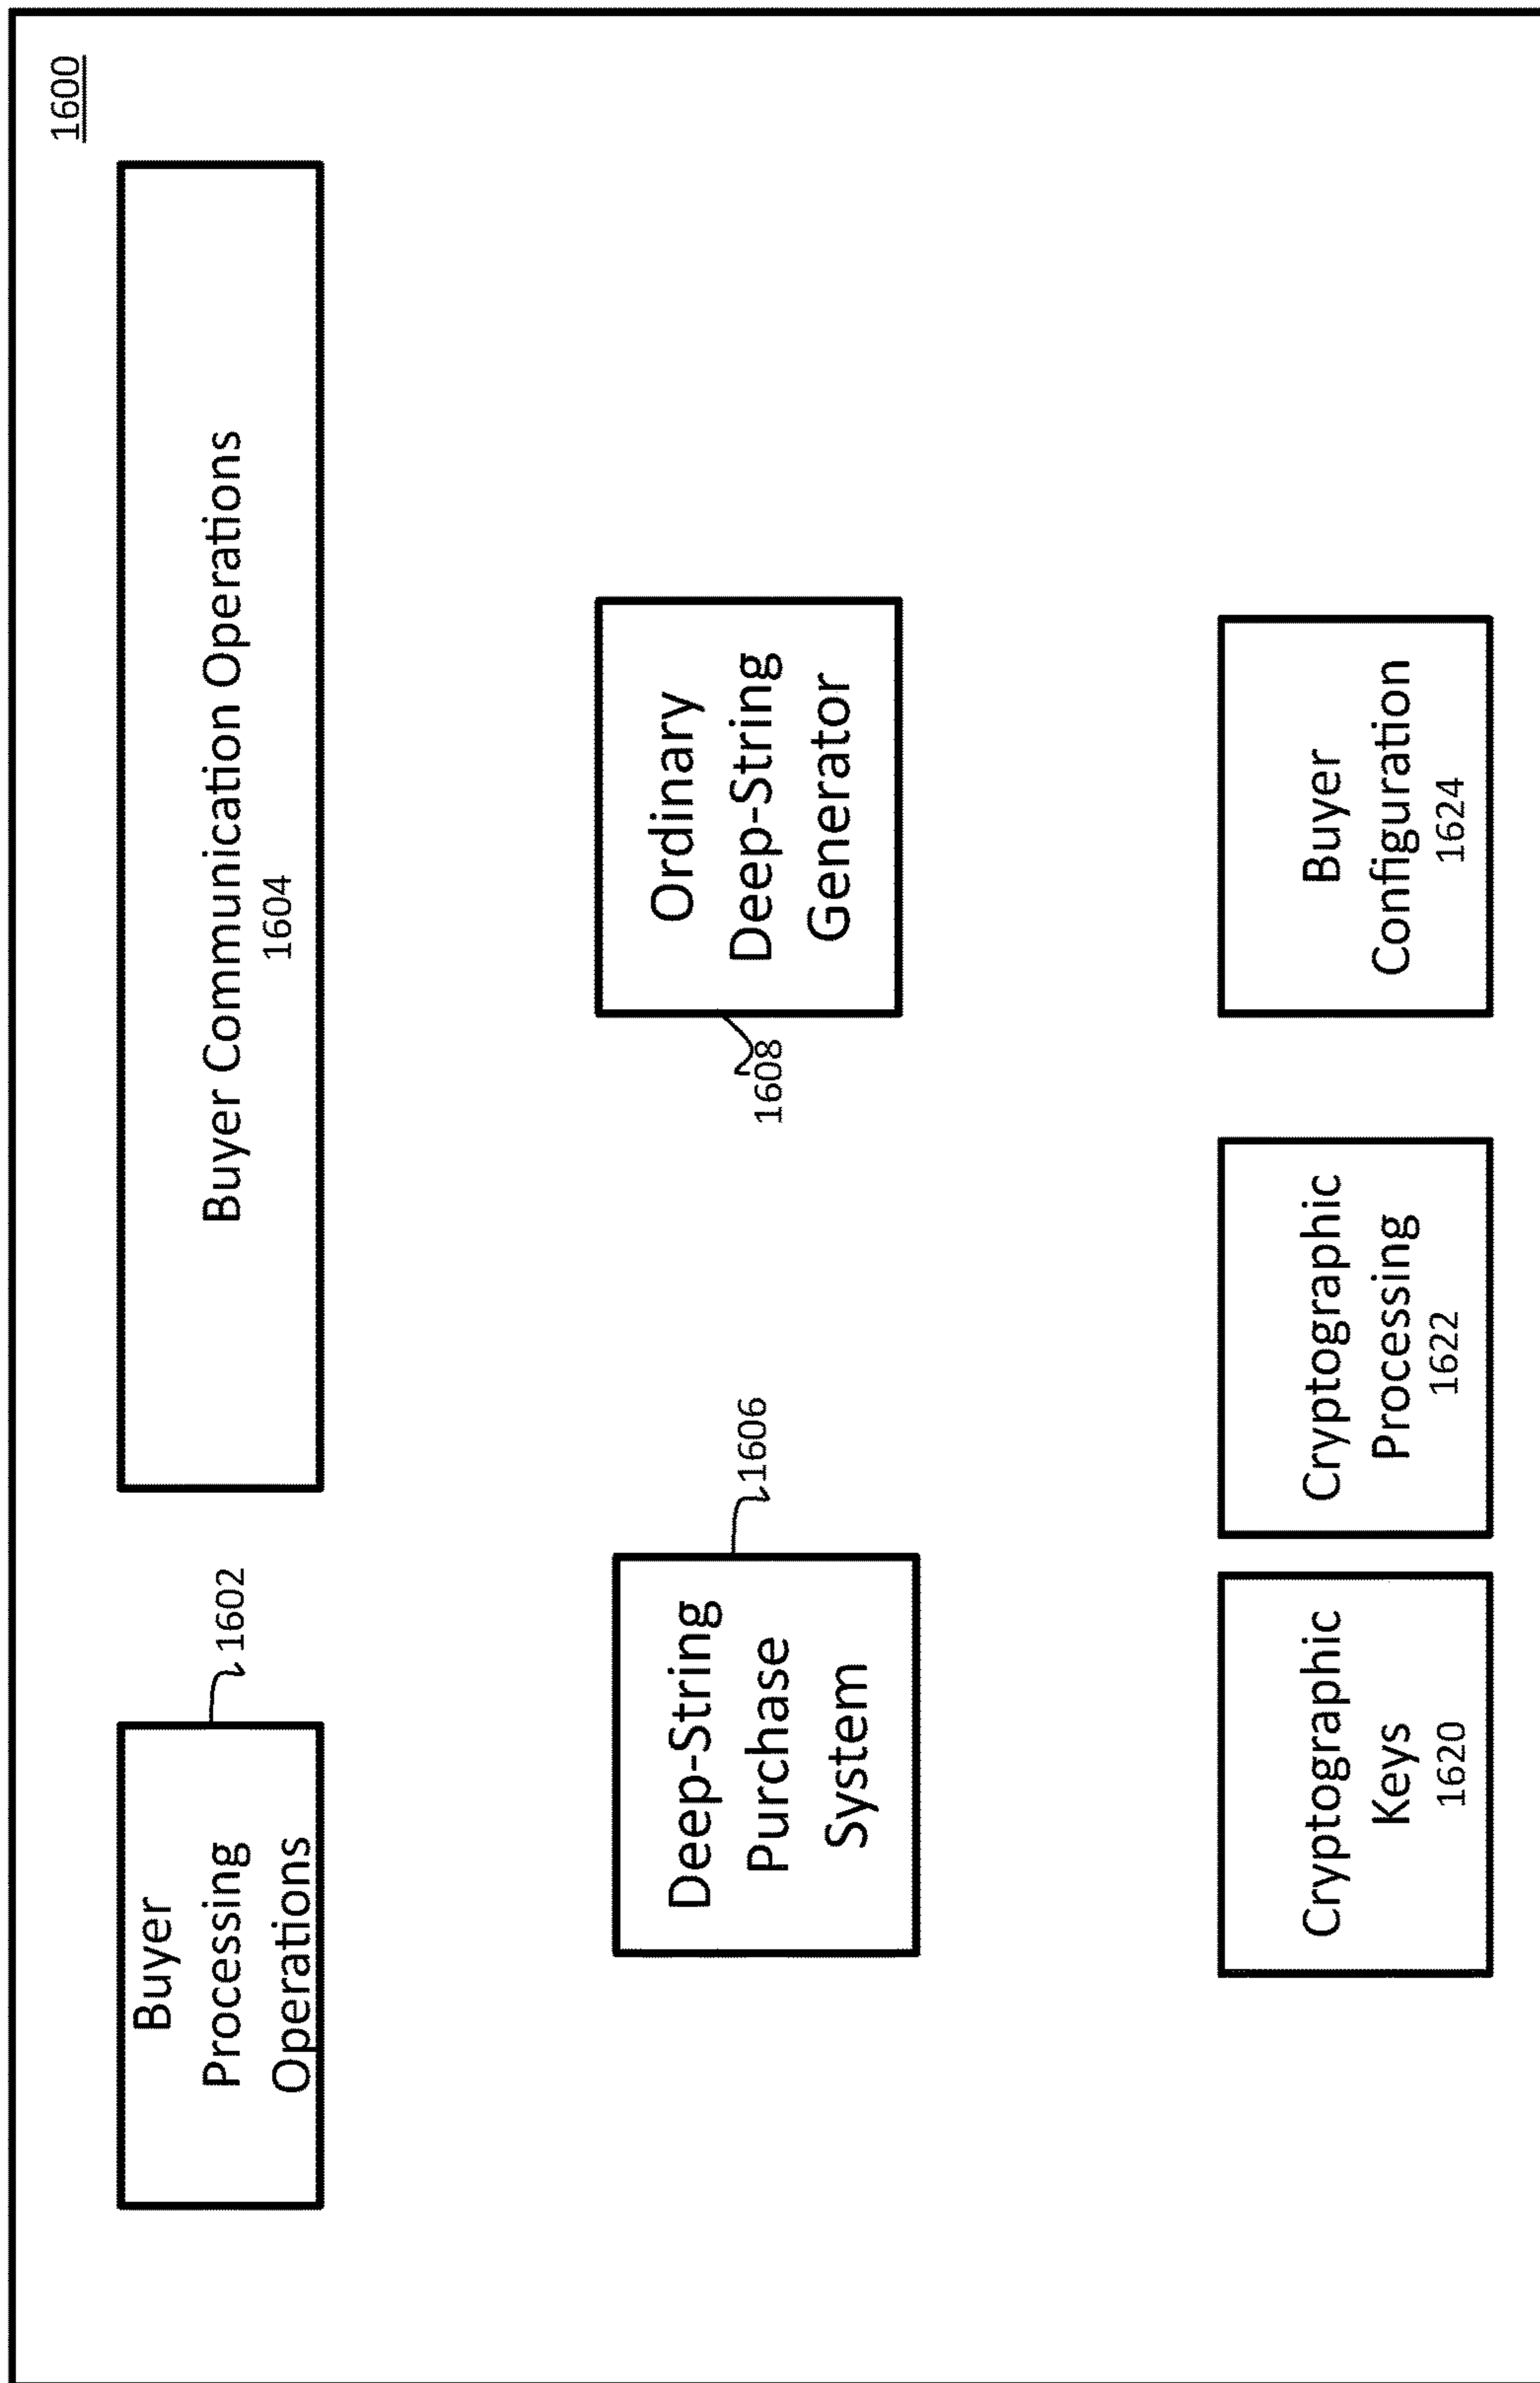 1600
Buyer
Processing
Operations
1602
Buyer Communication Operations
1604
Deep-String
Purchase
System
1606
1608
Ordinary
Deep-String
Generator
Cryptographic
Keys
1620
Cryptographic
Processing
1622
Buyer
Configuration
1624